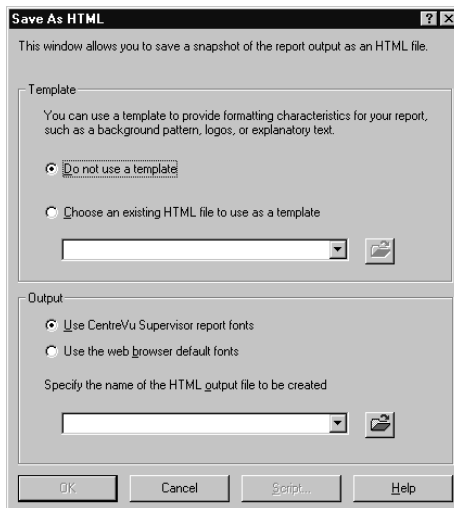 Save As HTML
This window allows you to save a snapshot of the report output as an HTML file.
Template
You can use a template to provide formatting characteristics for your report,
such as a background pattern, logos, or explanatory text.
Do not use a template
Choose an existing HTML file to use as a template
Output
Use CentreVu Supervisor report fonts
Use the web browser default fonts
Specify the name of the HTML output file to be created
OK Cancel Script... Help